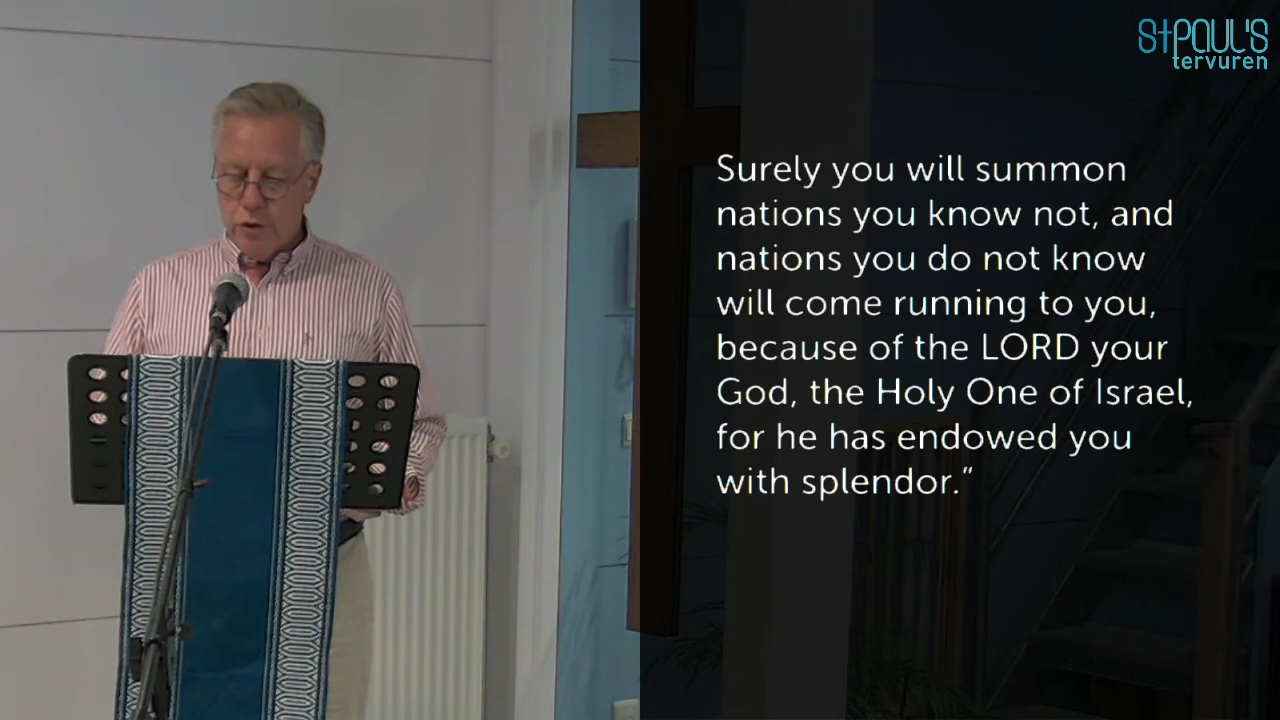 St PAUL'S
tervuren
Surely you will summon
nations you know not, and
nations you do not know
will come running to you,
because of the LORD your
God, the Holy One of Israel,
for he has endowed you
with splendor.”